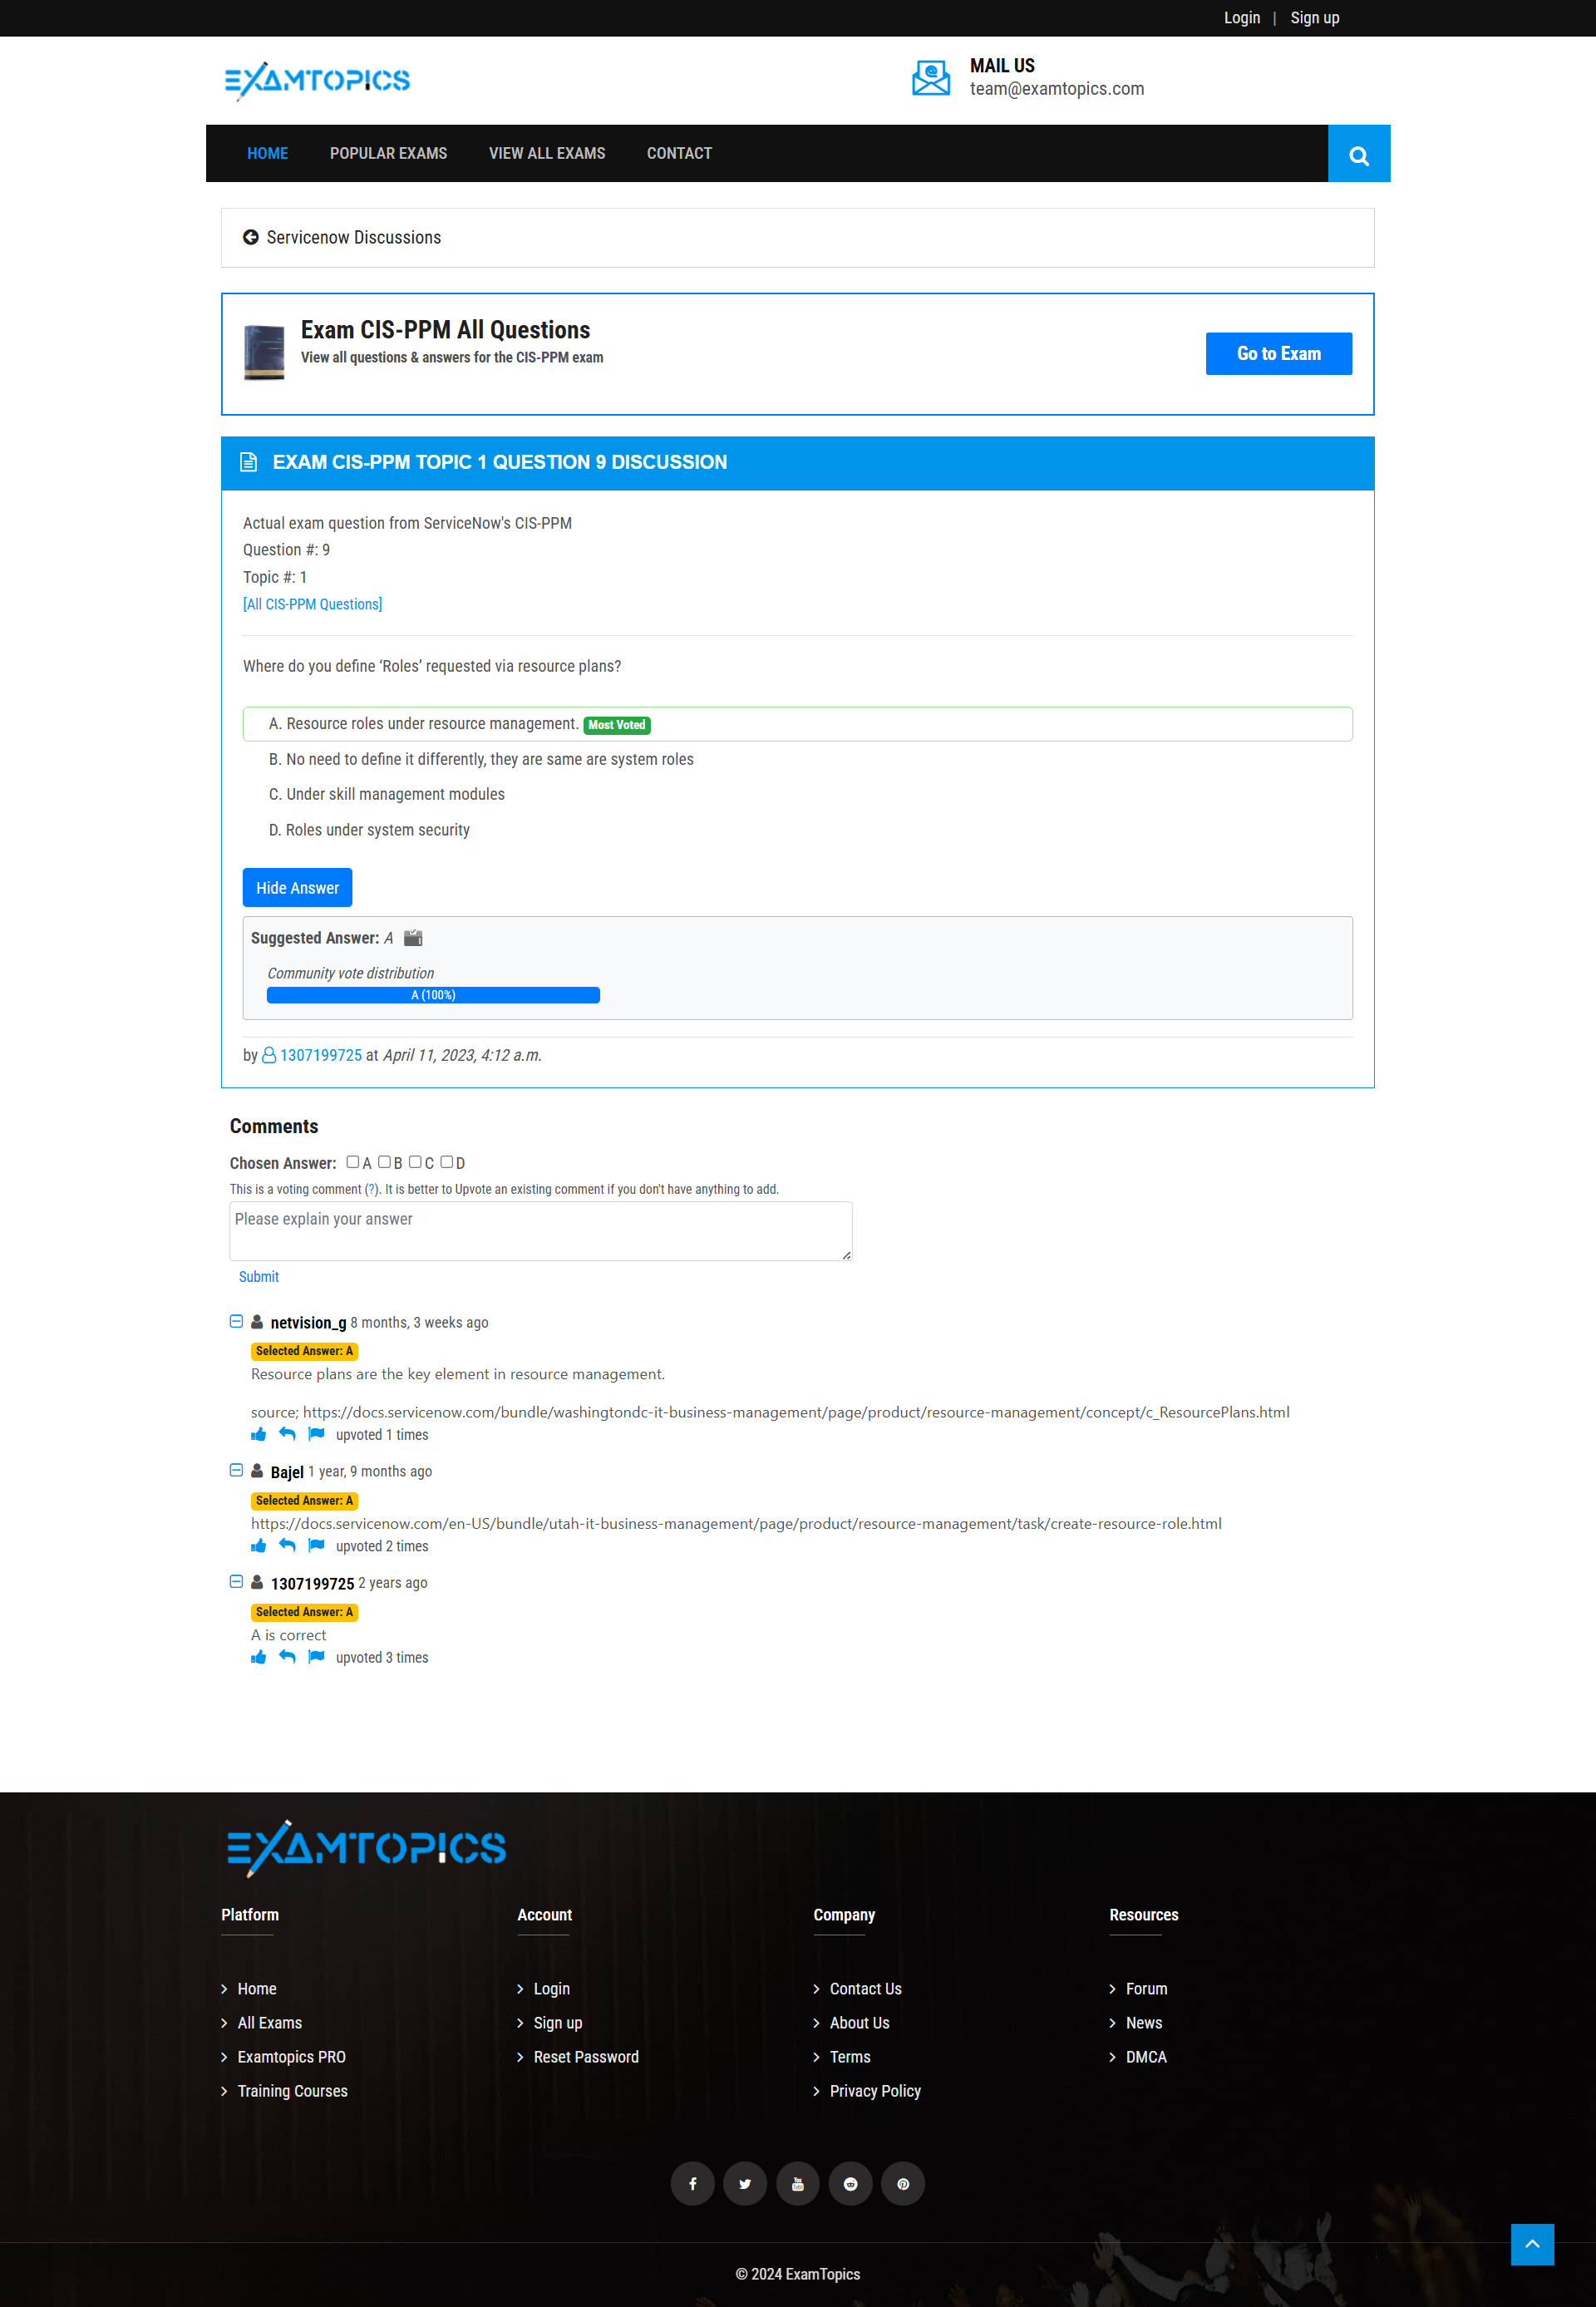 Login | Sign up
EXAMTOPICS
MAIL US
team@examtopics.com
HOME POPULAR EXAMS VIEW ALL EXAMS CONTACT
Servicenow Discussions
Exam CIS-PPM All Questions
View all questions & answers for the CIS-PPM exam
Go to Exam
EXAM CIS-PPM TOPIC 1 QUESTION 9 DISCUSSION
Actual exam question from ServiceNow's CIS-PPM
Question #: 9
Topic #: 1
[All CIS-PPM Questions]
Where do you define ‘Roles’ requested via resource plans?
A. Resource roles under resource management. Most Voted
B. No need to define it differently, they are same are system roles
C. Under skill management modules
D. Roles under system security
Hide Answer
Suggested Answer: A
Community vote distribution
A (100%)
by 1307199725 at April 11, 2023, 4:12 a.m.
Comments
Chosen Answer: A B C D
This is a voting comment (?). It is better to Upvote an existing comment if you don't have anything to add.
Please explain your answer
Submit
netvision_g 8 months, 3 weeks ago
Selected Answer: A
Resource plans are the key element in resource management.
source; https://docs.servicenow.com/bundle/washingtondc-it-business-management/page/product/resource-management/concept/c_ResourcePlans.html
upvoted 1 times
Bajel 1 year, 9 months ago
Selected Answer: A
https://docs.servicenow.com/en-US/bundle/utah-it-business-management/page/product/resource-management/task/create-resource-role.html
upvoted 2 times
1307199725 2 years ago
Selected Answer: A
A is correct
upvoted 3 times
EXAMTOPICS
Platform
Home
All Exams
Examtopics PRO
Training Courses
Account
Login
Sign up
Reset Password
Company
Contact Us
About Us
Terms
Privacy Policy
Resources
Forum
News
DMCA
© 2024 ExamTopics